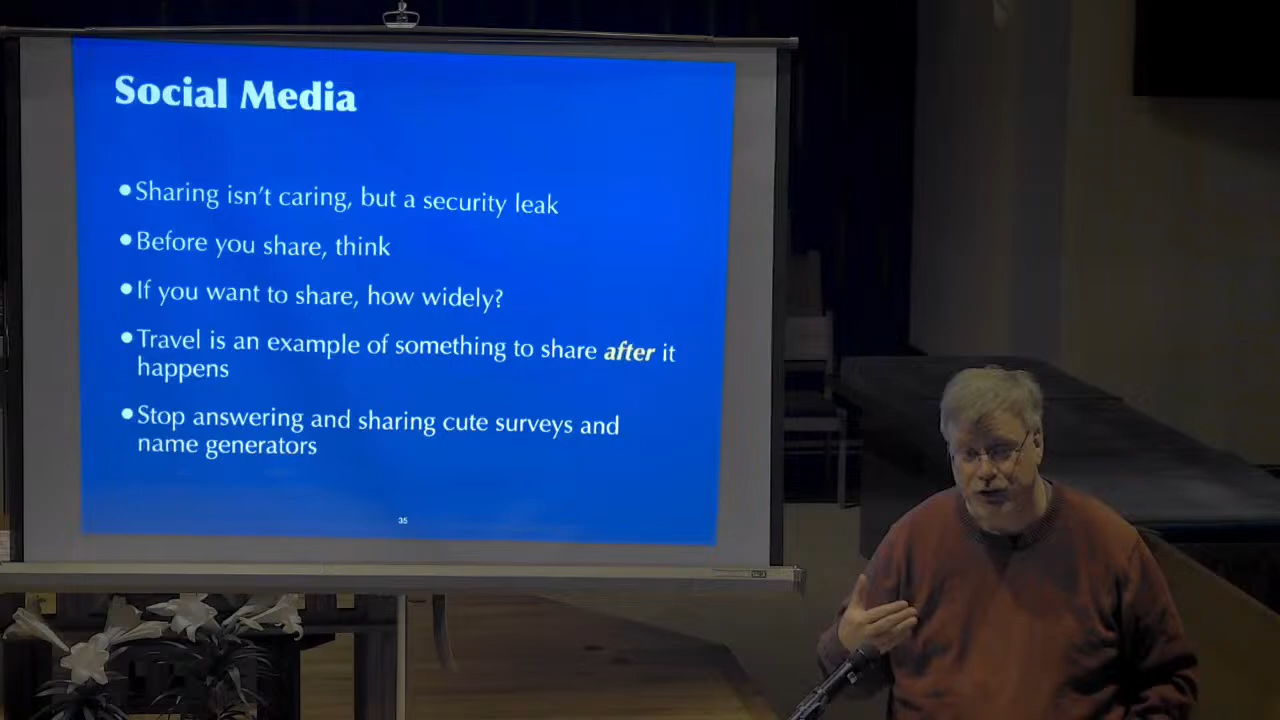 Social Media
•Sharing isn't caring, but a security leak
•Before you share, think
•If you want to share, how widely?
•Travel is an example of something to share after it
happens
•Stop answering and sharing cute surveys and
name generators
35